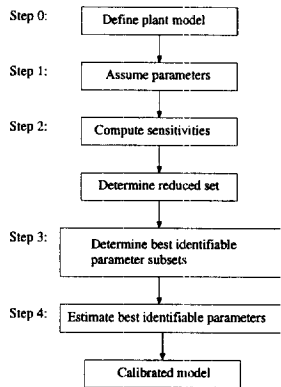 Step 0:
Define plant model
Step 1:
Assume parameters
Step 2:
Compute sensitivities
Determine reduced set
Step 3:
Determine best identifiable
parameter subsets
Step 4:
Estimate best identifiable parameters
Calibrated model